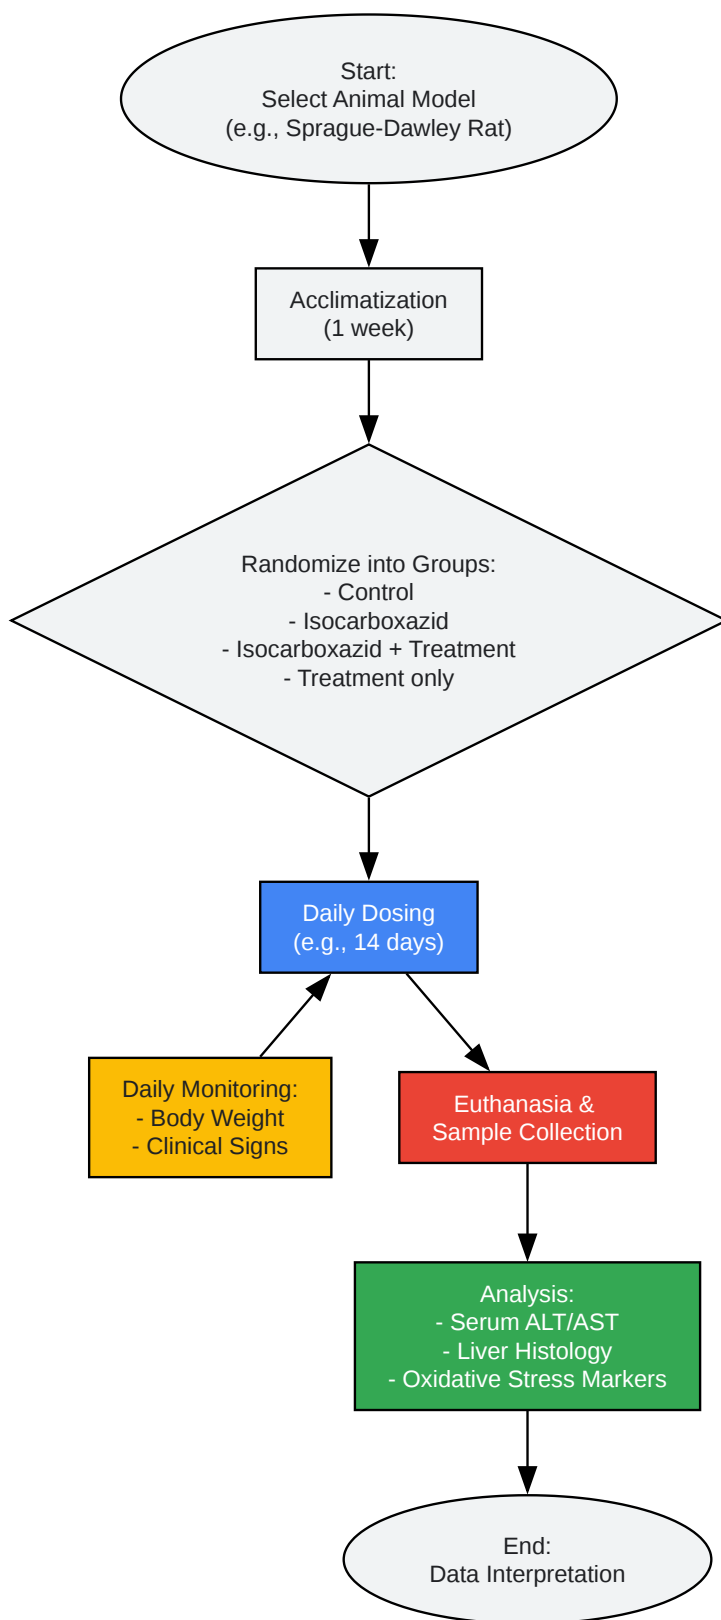 Start:
Select Animal Model
(e.g., Sprague-Dawley Rat)
Acclimatization
(1 week)
Randomize into Groups:
- Control
- Isocarboxazid
- Isocarboxazid + Treatment
- Treatment only
Daily Dosing
(e.g., 14 days)
Daily Monitoring:
- Body Weight
- Clinical Signs
Euthanasia &
Sample Collection
Analysis:
- Serum ALT/AST
- Liver Histology
- Oxidative Stress Markers
End:
Data Interpretation